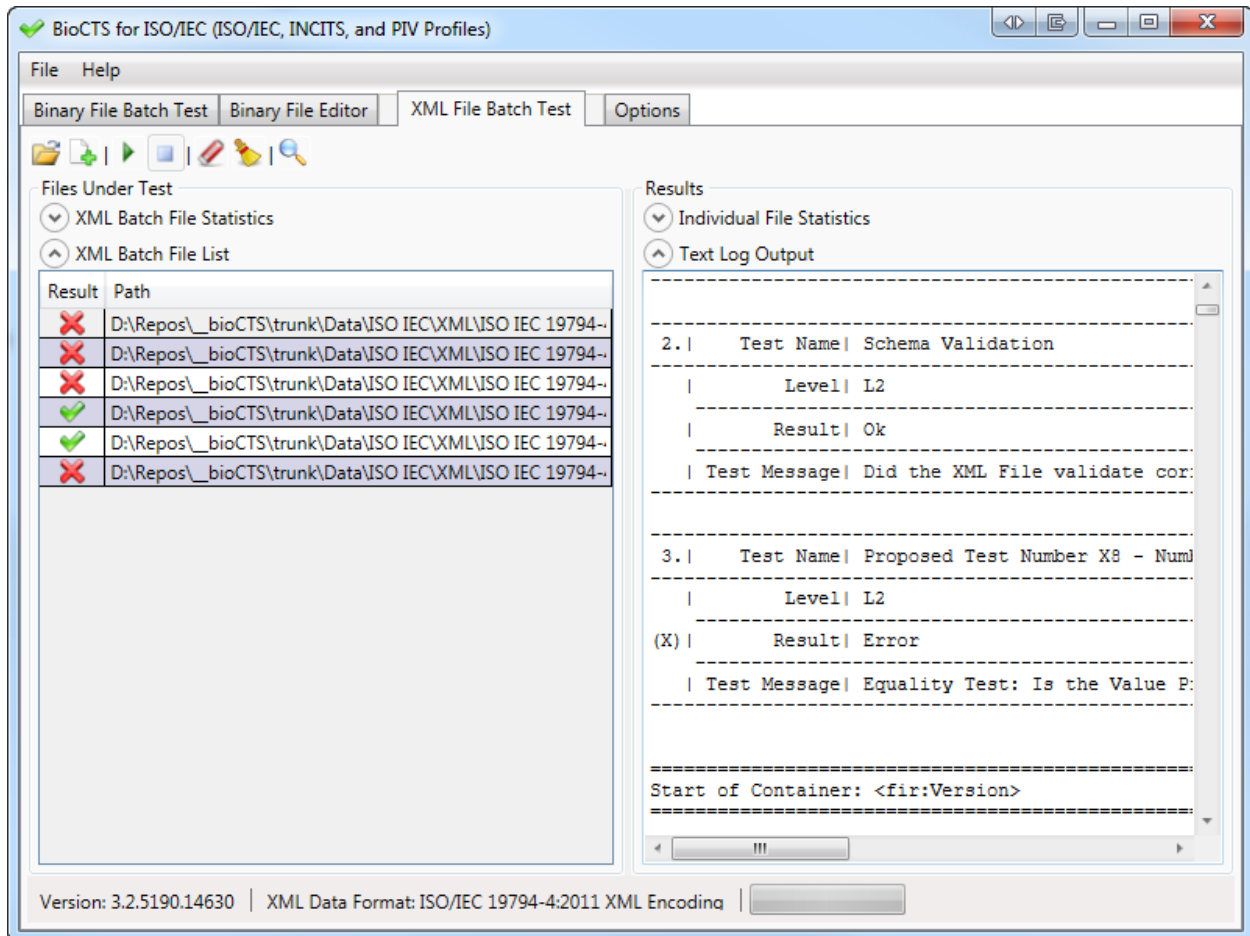 BioCTS for ISO/IEC (ISO/IEC, INCITS, and PIV Profiles)
File Help
Binary File Batch Test Binary File Editor XML File Batch Test Options
Files Under Test
XML Batch File Statistics
XML Batch File List
Result Path
D:\Repos\__bioCTS\trunk\Data\ISO IEC\XML\ISO IEC 19794-
D:\Repos\__bioCTS\trunk\Data\ISO IEC\XML\ISO IEC 19794-
D:\Repos\__bioCTS\trunk\Data\ISO IEC\XML\ISO IEC 19794-
D:\Repos\__bioCTS\trunk\Data\ISO IEC\XML\ISO IEC 19794-
D:\Repos\__bioCTS\trunk\Data\ISO IEC\XML\ISO IEC 19794-
D:\Repos\__bioCTS\trunk\Data\ISO IEC\XML\ISO IEC 19794-
Results
Individual File Statistics
Text Log Output
2.| Test Name| Schema Validation
| Level| L2
| Result| Ok
| Test Message| Did the XML File validate
3.| Test Name| Proposed Test Number X8 -
| Level| L2
(X)| Result| Error
| Test Message| Equality Test: Is the Value
Start of Container: <fir:Version>
Version: 3.2.5190.14630 | XML Data Format: ISO/IEC 19794-4:2011 XML Encoding